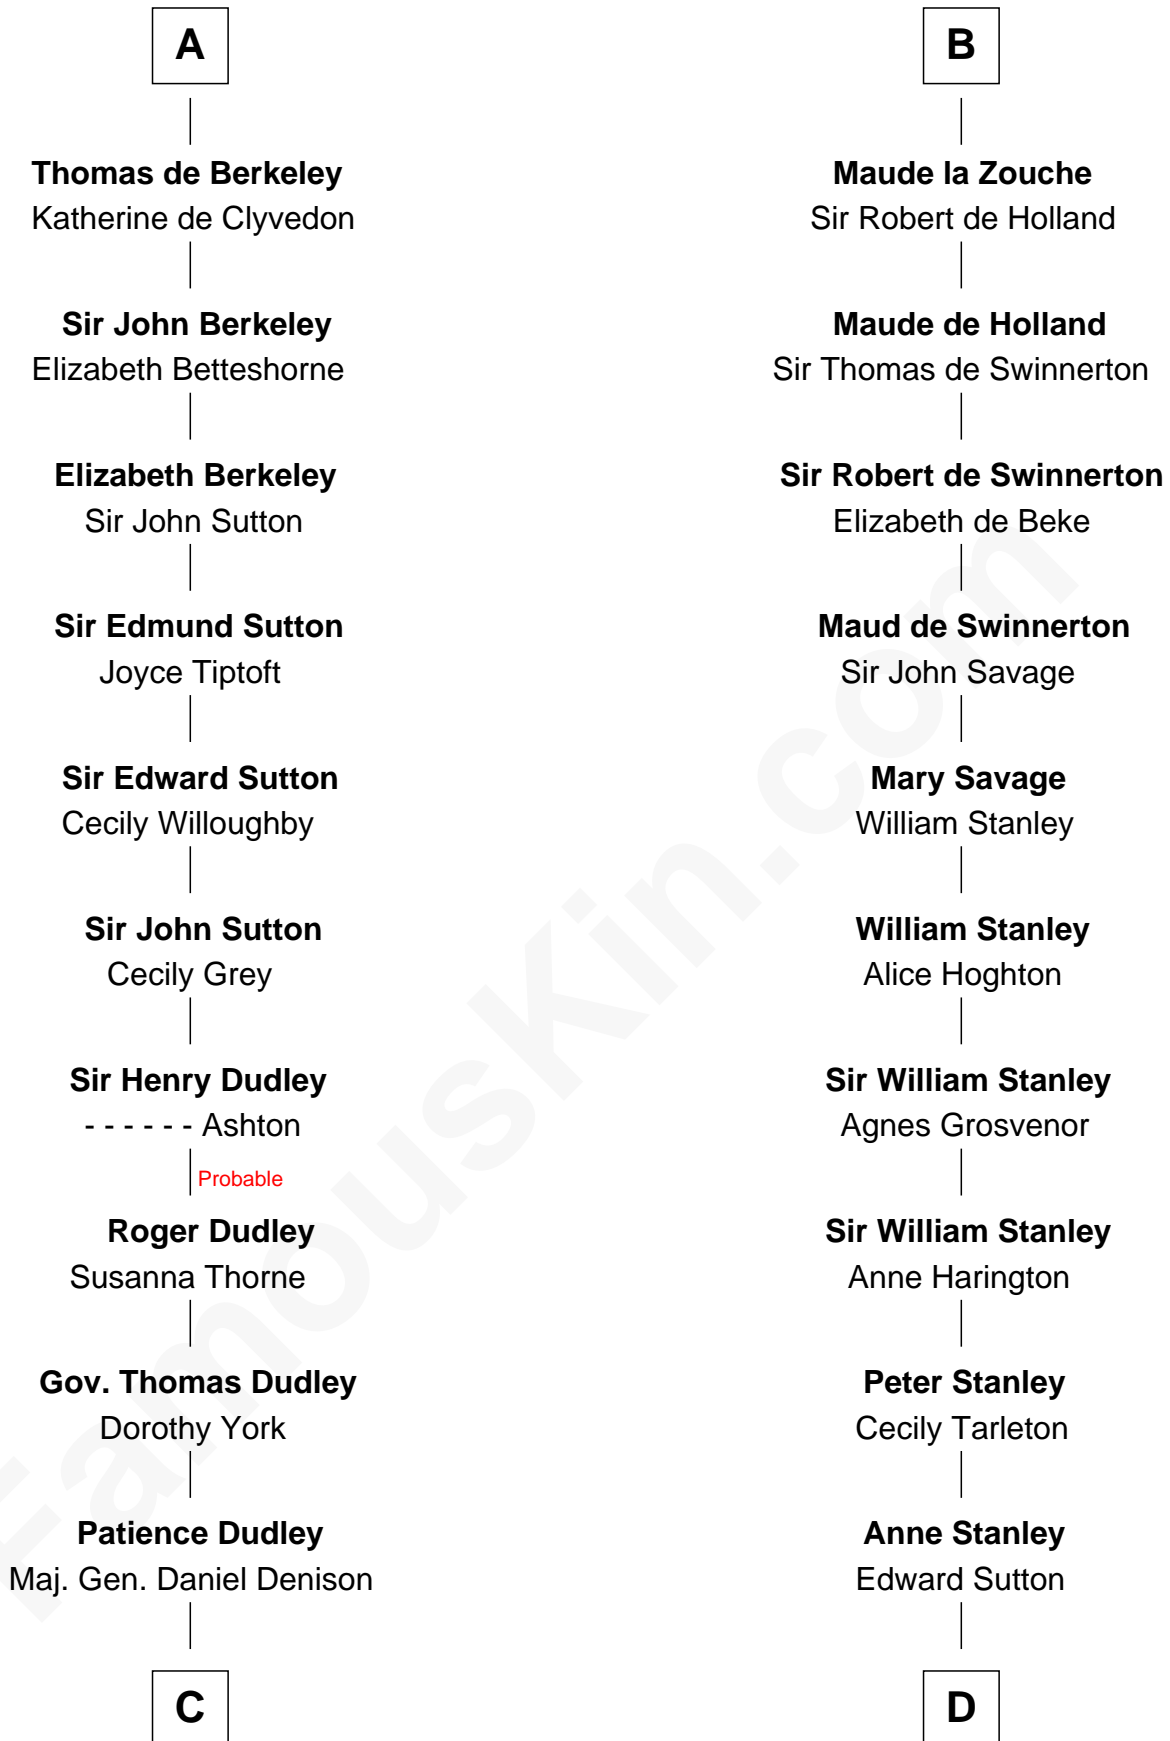 A
Thomas de Berkeley
Katherine de Clyvedon
Sir John Berkeley
Elizabeth Betteshorne
Elizabeth Berkeley
Sir John Sutton
Sir Edmund Sutton
Joyce Tiptoft
Sir Edward Sutton
Cecily Willoughby
Sir John Sutton
Cecily Grey
Sir Henry Dudley
- - - - - - Ashton
Probable
Roger Dudley
Susanna Thorne
Gov. Thomas Dudley
Dorothy York
Patience Dudley
Maj. Gen. Daniel Denison
C
B
Maude la Zouche
Sir Robert de Holland
Maude de Holland
Sir Thomas de Swinnerton
Sir Robert de Swinnerton
Elizabeth de Beke
Maud de Swinnerton
Sir John Savage
Mary Savage
William Stanley
William Stanley
Alice Hoghton
Sir William Stanley
Agnes Grosvenor
Sir William Stanley
Anne Harington
Peter Stanley
Cecily Tarleton
Anne Stanley
Edward Sutton
D
FamousKin.com